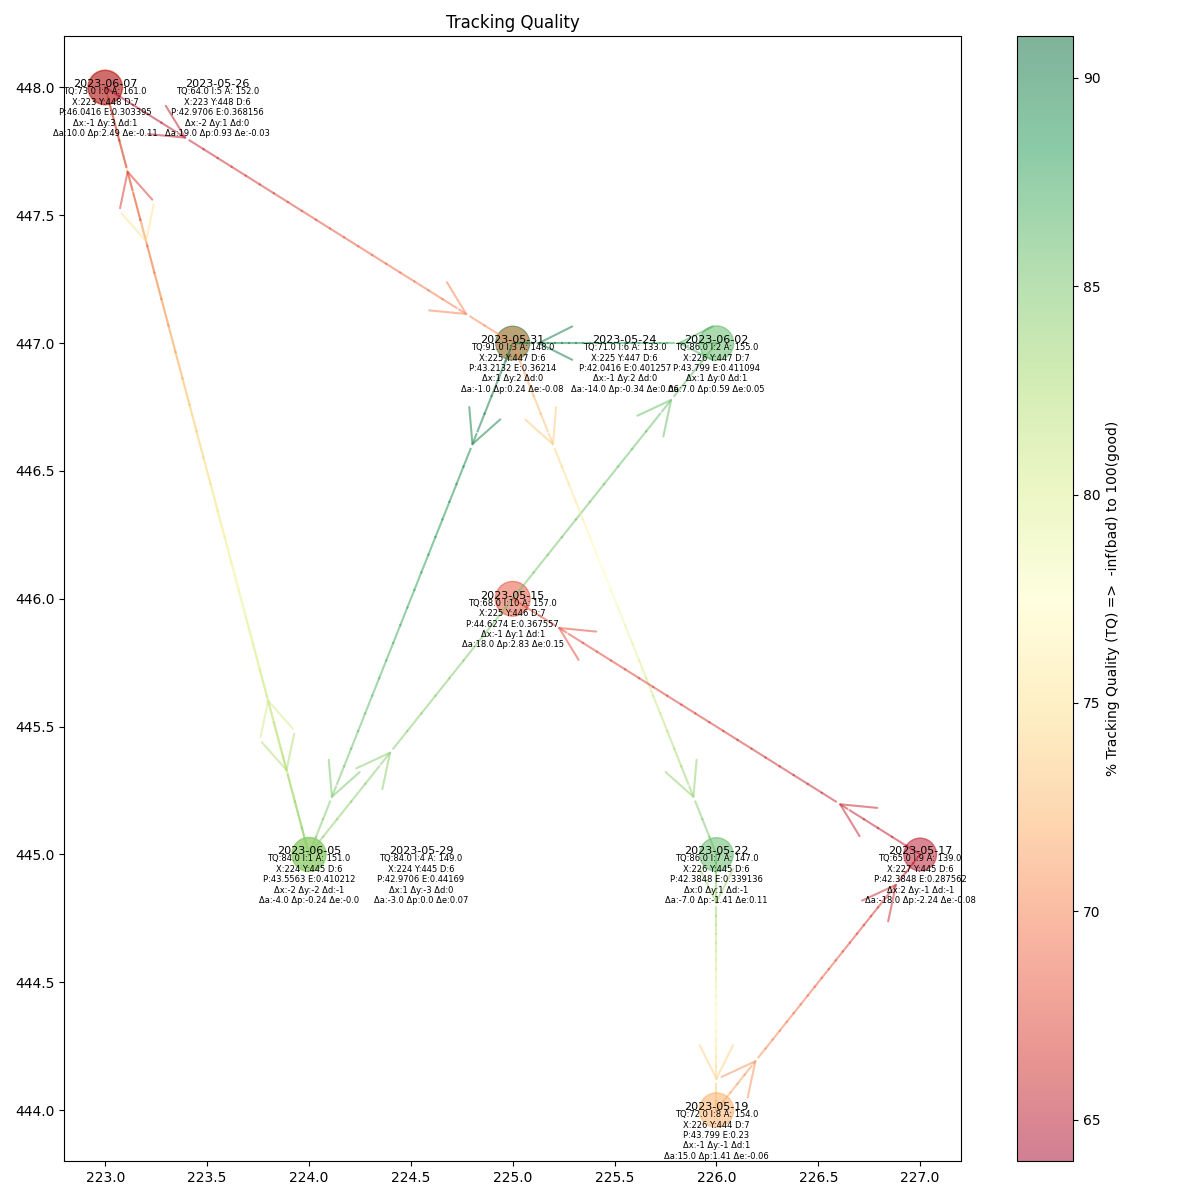 Tracking Quality
448.0
447.5
447.0
446.5
446.0
445.5
445.0
444.5
444.0
223.0
223.5
224.0
224.5
225.0
225.5
226.0
226.5
227.0
2023-06-07
TQ:73.0 I:0 A: 161.0
X:223 Y:448 D:7
P:46.0416 E:0.303395
Δx:-1 Δy:3 Δd:1
Δa:10.0 Δp:2.49 Δe:-0.11
2023-05-26
TQ:64.0 I:5 A: 152.0
X:223 Y:448 D:6
P:42.9706 E:0.368156
Δx:-2 Δy:1 Δd:0
Δa:19.0 Δp:0.93 Δe:-0.03
2023-05-31
TQ:91.0 I:3 A: 148.0
X:225 Y:447 D:6
P:43.2132 E:0.36214
Δx:1 Δy:2 Δd:0
Δa:-1.0 Δp:0.24 Δe:-0.08
2023-05-24
TQ:71.0 I:6 A: 133.0
X:225 Y:447 D:6
P:42.0416 E:0.401257
Δx:-1 Δy:2 Δd:0
Δa:-14.0 Δp:-0.34 Δe:0.06
2023-06-02
TQ:86.0 I:2 A: 155.0
X:226 Y:447 D:7
P:43.799 E:0.411094
Δx:1 Δy:0 Δd:1
Δa:7.0 Δp:0.59 Δe:0.05
2023-05-15
TQ:68.0 I:10 A: 157.0
X:225 Y:446 D:7
P:44.6274 E:0.367557
Δx:-1 Δy:1 Δd:1
Δa:18.0 Δp:2.83 Δe:0.15
2023-06-05
TQ:84.0 I:1 A: 151.0
X:224 Y:445 D:6
P:43.5563 E:0.410212
Δx:-2 Δy:-2 Δd:-1
Δa:-4.0 Δp:-0.24 Δe:-0.0
2023-05-29
TQ:84.0 I:4 A: 149.0
X:224 Y:445 D:6
P:42.9706 E:0.44169
Δx:1 Δy:-3 Δd:0
Δa:-3.0 Δp:0.0 Δe:0.07
2023-05-22
TQ:86.0 I:7 A: 147.0
X:226 Y:445 D:6
P:42.3848 E:0.339136
Δx:0 Δy:1 Δd:-1
Δa:-7.0 Δp:-1.41 Δe:0.11
2023-05-17
TQ:65.0 I:9 A: 139.0
X:227 Y:445 D:6
P:42.3848 E:0.287562
Δx:2 Δy:-1 Δd:-1
Δa:-18.0 Δp:-2.24 Δe:-0.08
2023-05-19
TQ:72.0 I:8 A: 154.0
X:226 Y:444 D:7
P:43.799 E:0.23
Δx:-1 Δy:-1 Δd:1
Δa:15.0 Δp:1.41 Δe:-0.06
90
85
80
75
70
65
% Tracking Quality (TQ) => -inf(bad) to 100(good)